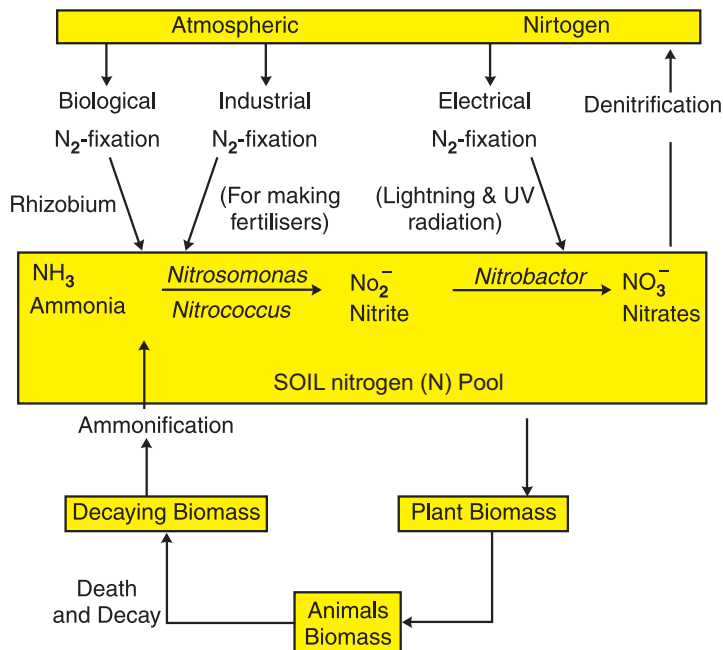 Atmospheric Nirtogen
Biological Industrial Electrical Denitrification
N₂-fixation N₂-fixation N₂-fixation
Rhizobium (For making (Lightning & UV
fertilisers) radiation)
NH₃ Nitrosomonas No₂⁻ Nitrobactor NO₃⁻
Ammonia Nitrococcus Nitrite Nitrates
SOIL nitrogen (N) Pool
Ammonification
Decaying Biomass Plant Biomass
Death
and Decay
Animals
Biomass